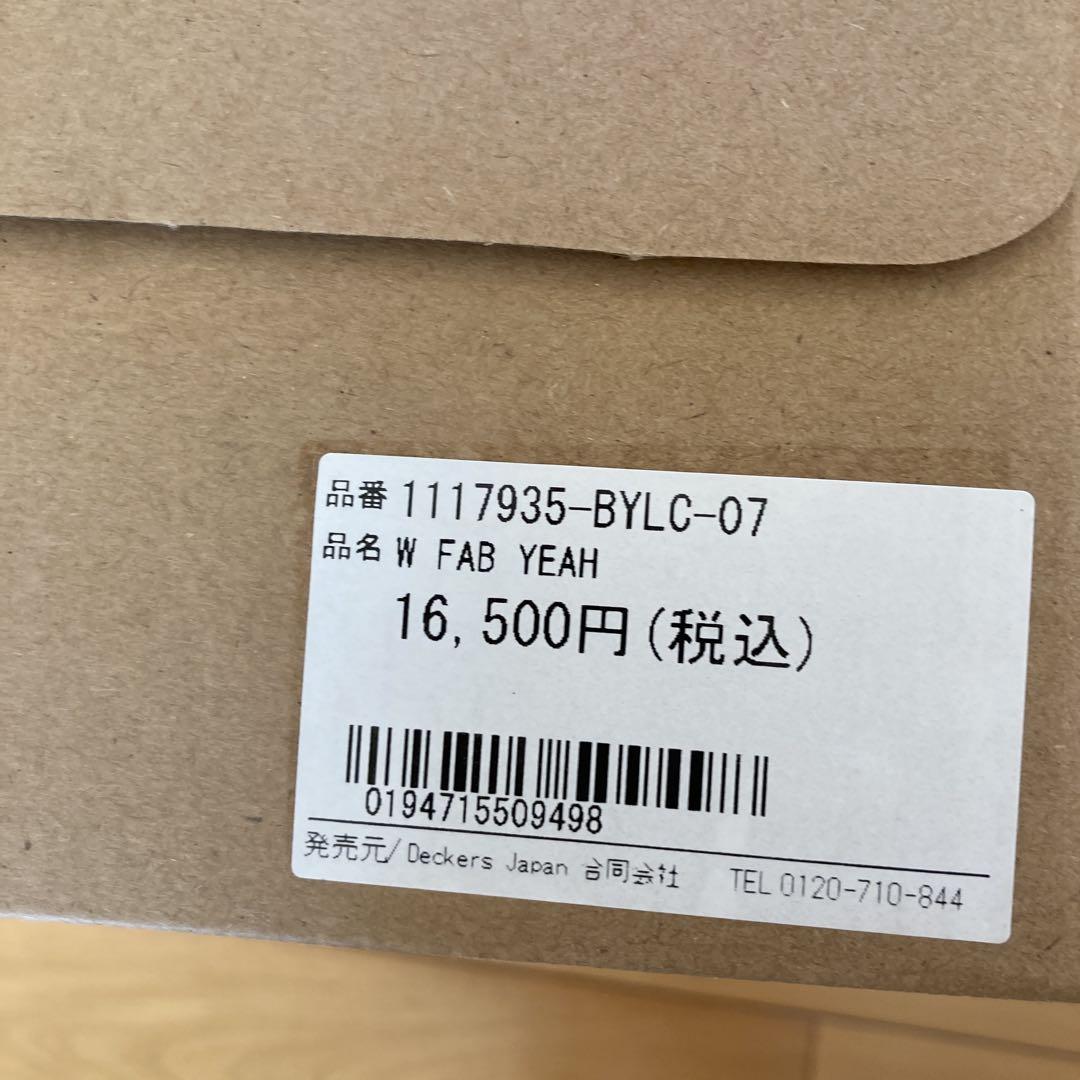 品番 1117935-BYLC-07
品名 W FAB YEAH
16,500円(税込)
0194715509498
発売元/Deckers Japan 合同会社 TEL 0120-710-844